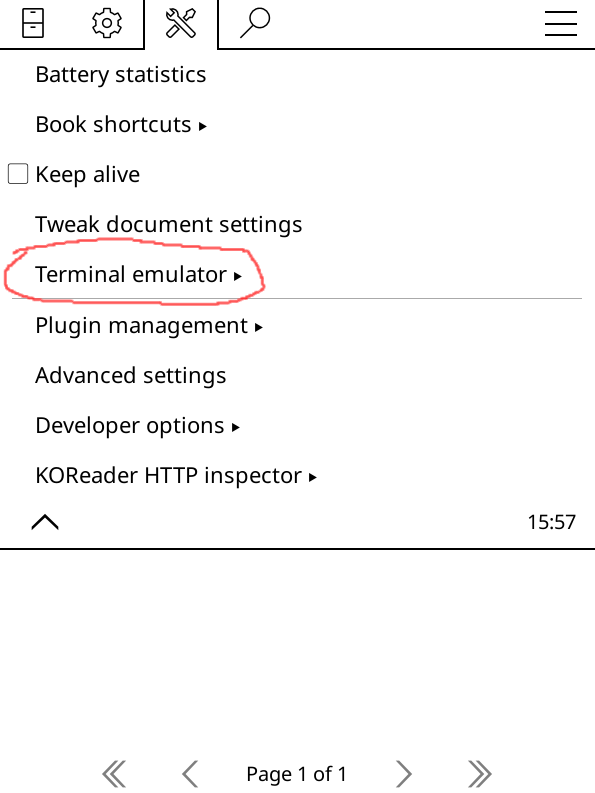 Battery statistics
Book shortcuts ▸
Keep alive
Tweak document settings
Terminal emulator ▸
Plugin management ▸
Advanced settings
Developer options ▸
KOReader HTTP inspector ▸
15:57
Page 1 of 1